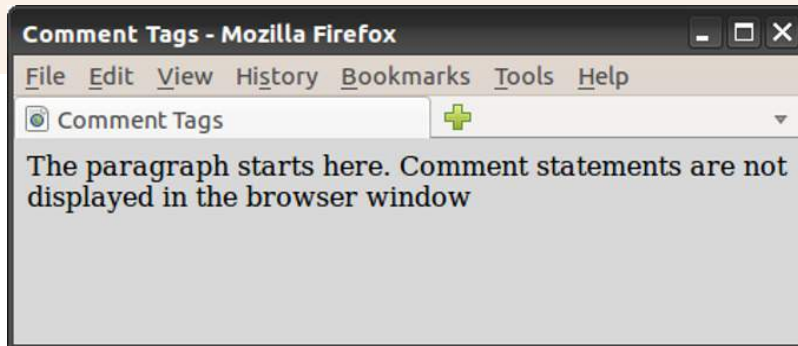 Comment Tags - Mozilla Firefox
File Edit View History Bookmarks Tools Help
Comment Tags
The paragraph starts here. Comment statements are not
displayed in the browser window